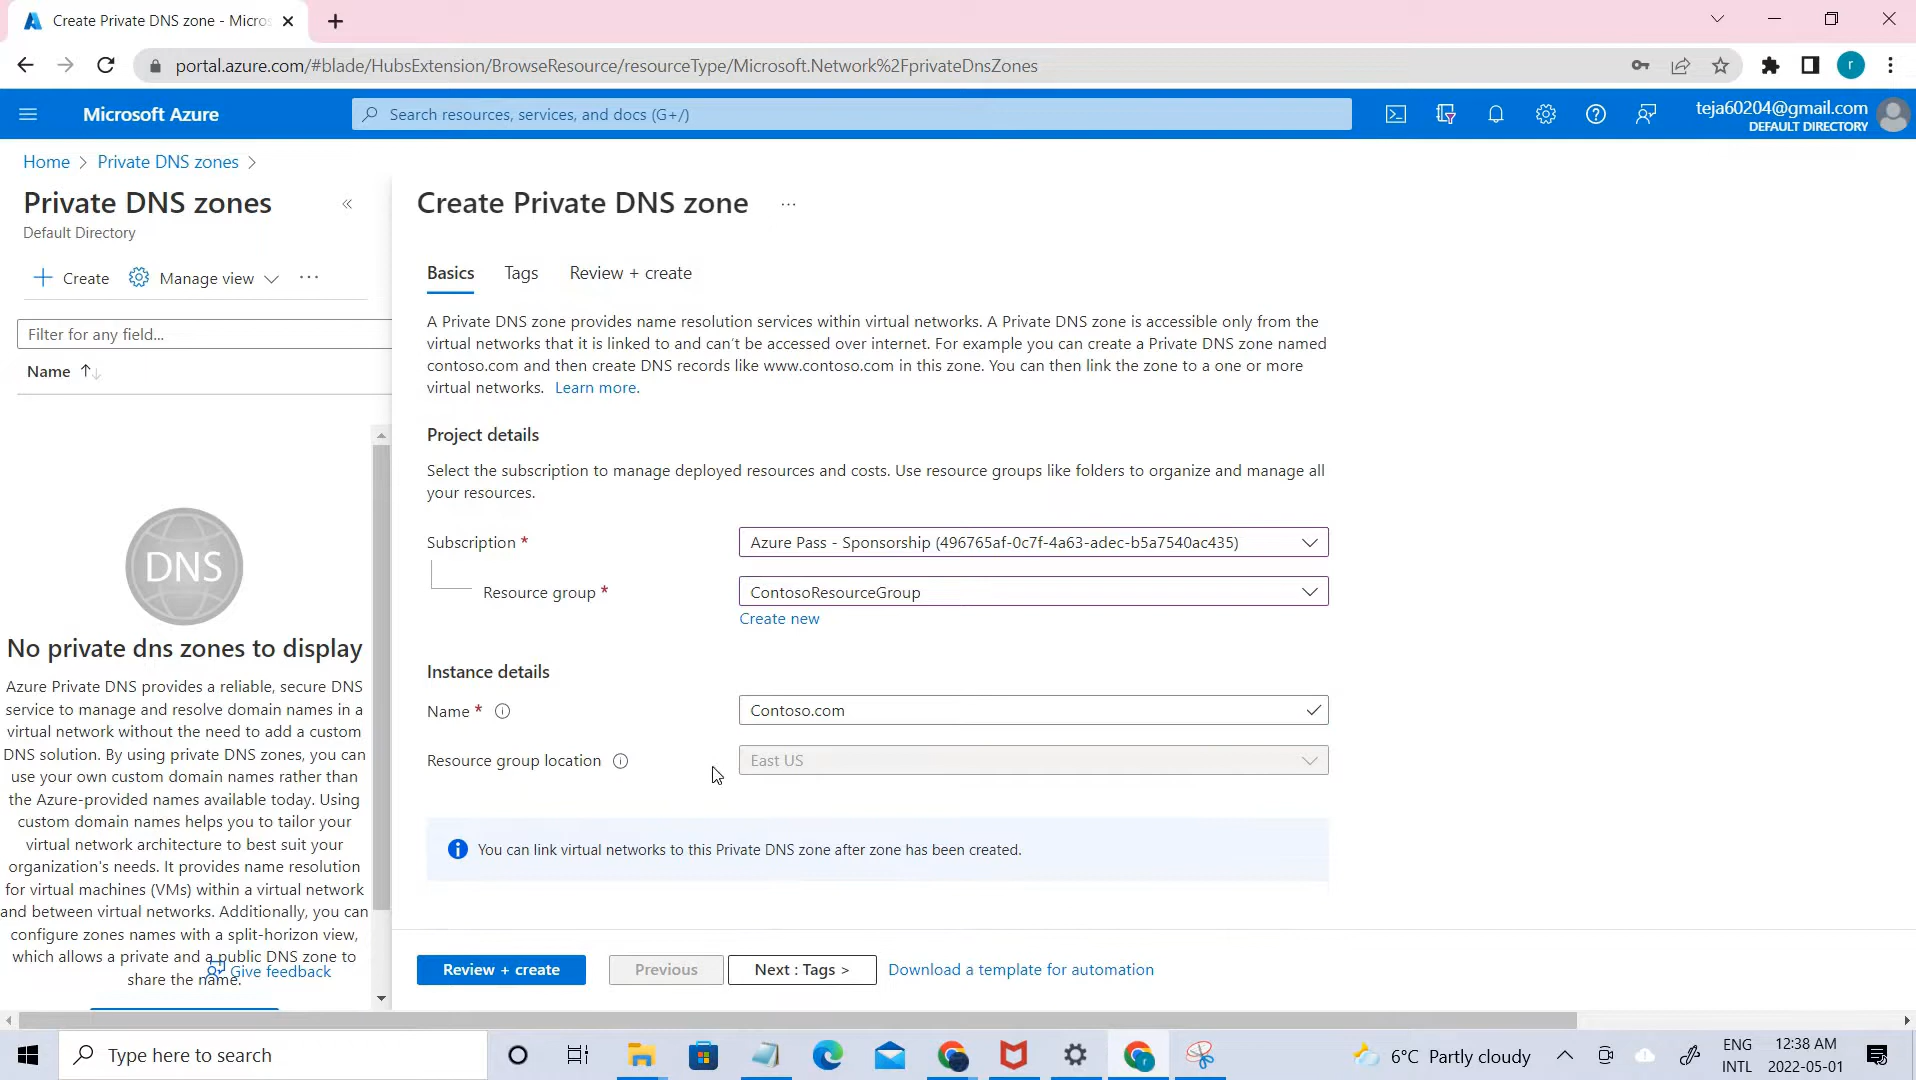 Create Private DNS zone - Micros
portal.azure.com/#blade/HubsExtension/BrowseResource/resourceType/Microsoft.Network%2FprivateDnsZones
r
Microsoft Azure
Search resources, services, and docs (G+/)
teja60204@gmail.com
DEFAULT DIRECTORY
Home > Private DNS zones >
Private DNS zones
Default Directory
Create
Manage view
Filter for any field...
Name
DNS
No private dns zones to display
Azure Private DNS provides a reliable, secure DNS
service to manage and resolve domain names in a
virtual network without the need to add a custom
DNS solution. By using private DNS zones, you can
use your own custom domain names rather than
the Azure-provided names available today. Using
custom domain names helps you to tailor your
virtual network architecture to best suit your
organization's needs. It provides name resolution
for virtual machines (VMs) within a virtual network
and between virtual networks. Additionally, you can
configure zones names with a split-horizon view,
which allows a private and a public DNS zone to
share the name.
Give feedback
Create Private DNS zone
...
Basics
Tags
Review + create
A Private DNS zone provides name resolution services within virtual networks. A Private DNS zone is accessible only from the
virtual networks that it is linked to and can't be accessed over internet. For example you can create a Private DNS zone named
contoso.com and then create DNS records like www.contoso.com in this zone. You can then link the zone to a one or more
virtual networks. Learn more.
Project details
Select the subscription to manage deployed resources and costs. Use resource groups like folders to organize and manage all
your resources.
Subscription *
Azure Pass - Sponsorship (496765af-0c7f-4a63-adec-b5a7540ac435)
Resource group *
ContosoResourceGroup
Create new
Instance details
Name *
Contoso.com
Resource group location
East US
You can link virtual networks to this Private DNS zone after zone has been created.
Review + create
Previous
Next : Tags >
Download a template for automation
Type here to search
6°C Partly cloudy
ENG
INTL
12:38 AM
2022-05-01